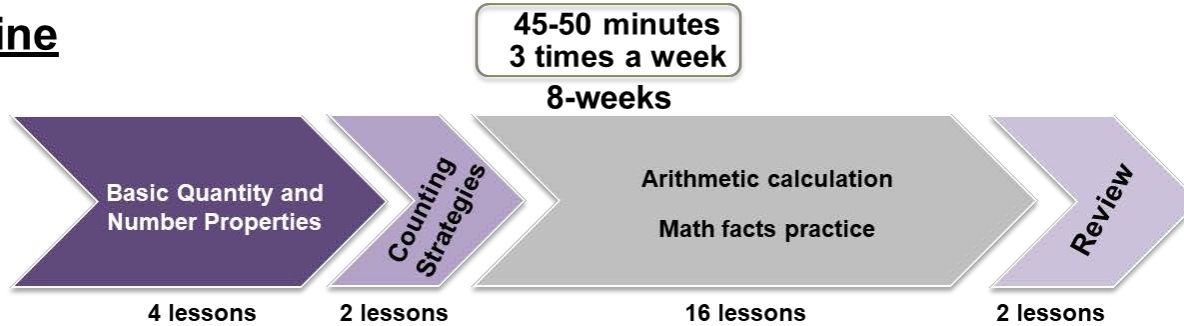 ine
45-50 minutes
3 times a week
8-weeks
Basic Quantity and
Number Properties
Counting
Strategies
Arithmetic calculation
Math facts practice
Review
4 lessons
2 lessons
16 lessons
2 lessons